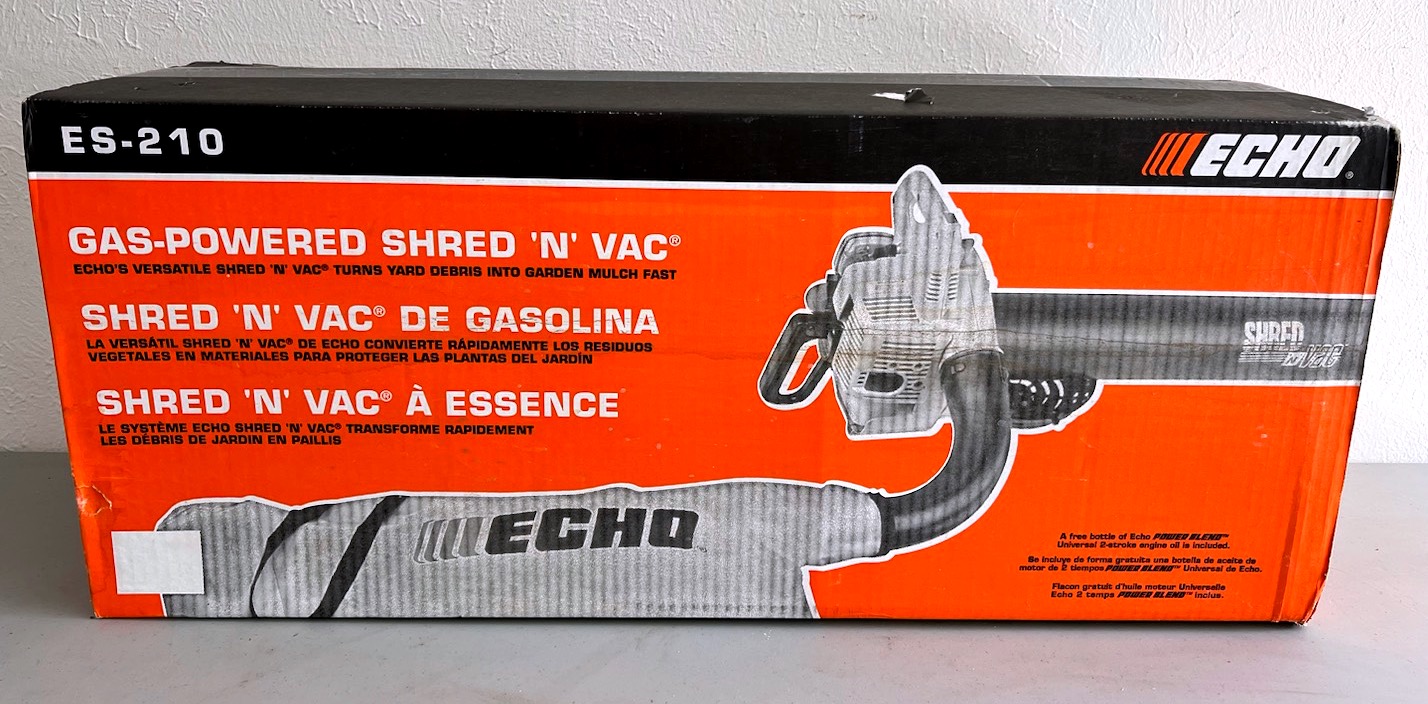 ES-210
ECHO®
GAS-POWERED SHRED 'N' VAC®
ECHO'S VERSATILE SHRED 'N' VAC® TURNS YARD DEBRIS INTO GARDEN MULCH FAST
SHRED 'N' VAC® DE GASOLINA
LA VERSÁTIL SHRED 'N' VAC® DE ECHO CONVIERTE RÁPIDAMENTE LOS RESIDUOS
VEGETALES EN MATERIALES PARA PROTEGER LAS PLANTAS DEL JARDÍN
SHRED 'N' VAC® À ESSENCE
LE SYSTÈME ECHO SHRED 'N' VAC® TRANSFORME RAPIDEMENT
LES DÉBRIS DE JARDIN EN PAILLIS
SHRED
'N' VAC
ECHO
A free bottle of Echo POWER BLEND™
Universal 2-stroke engine oil is included.
Se incluye de forma gratuita una botella de aceite de
motor de 2 tiempos POWER BLEND™ Universal de Echo.
Flacon gratuit d'huile moteur Universelle
Echo 2 temps POWER BLEND™ inclus.